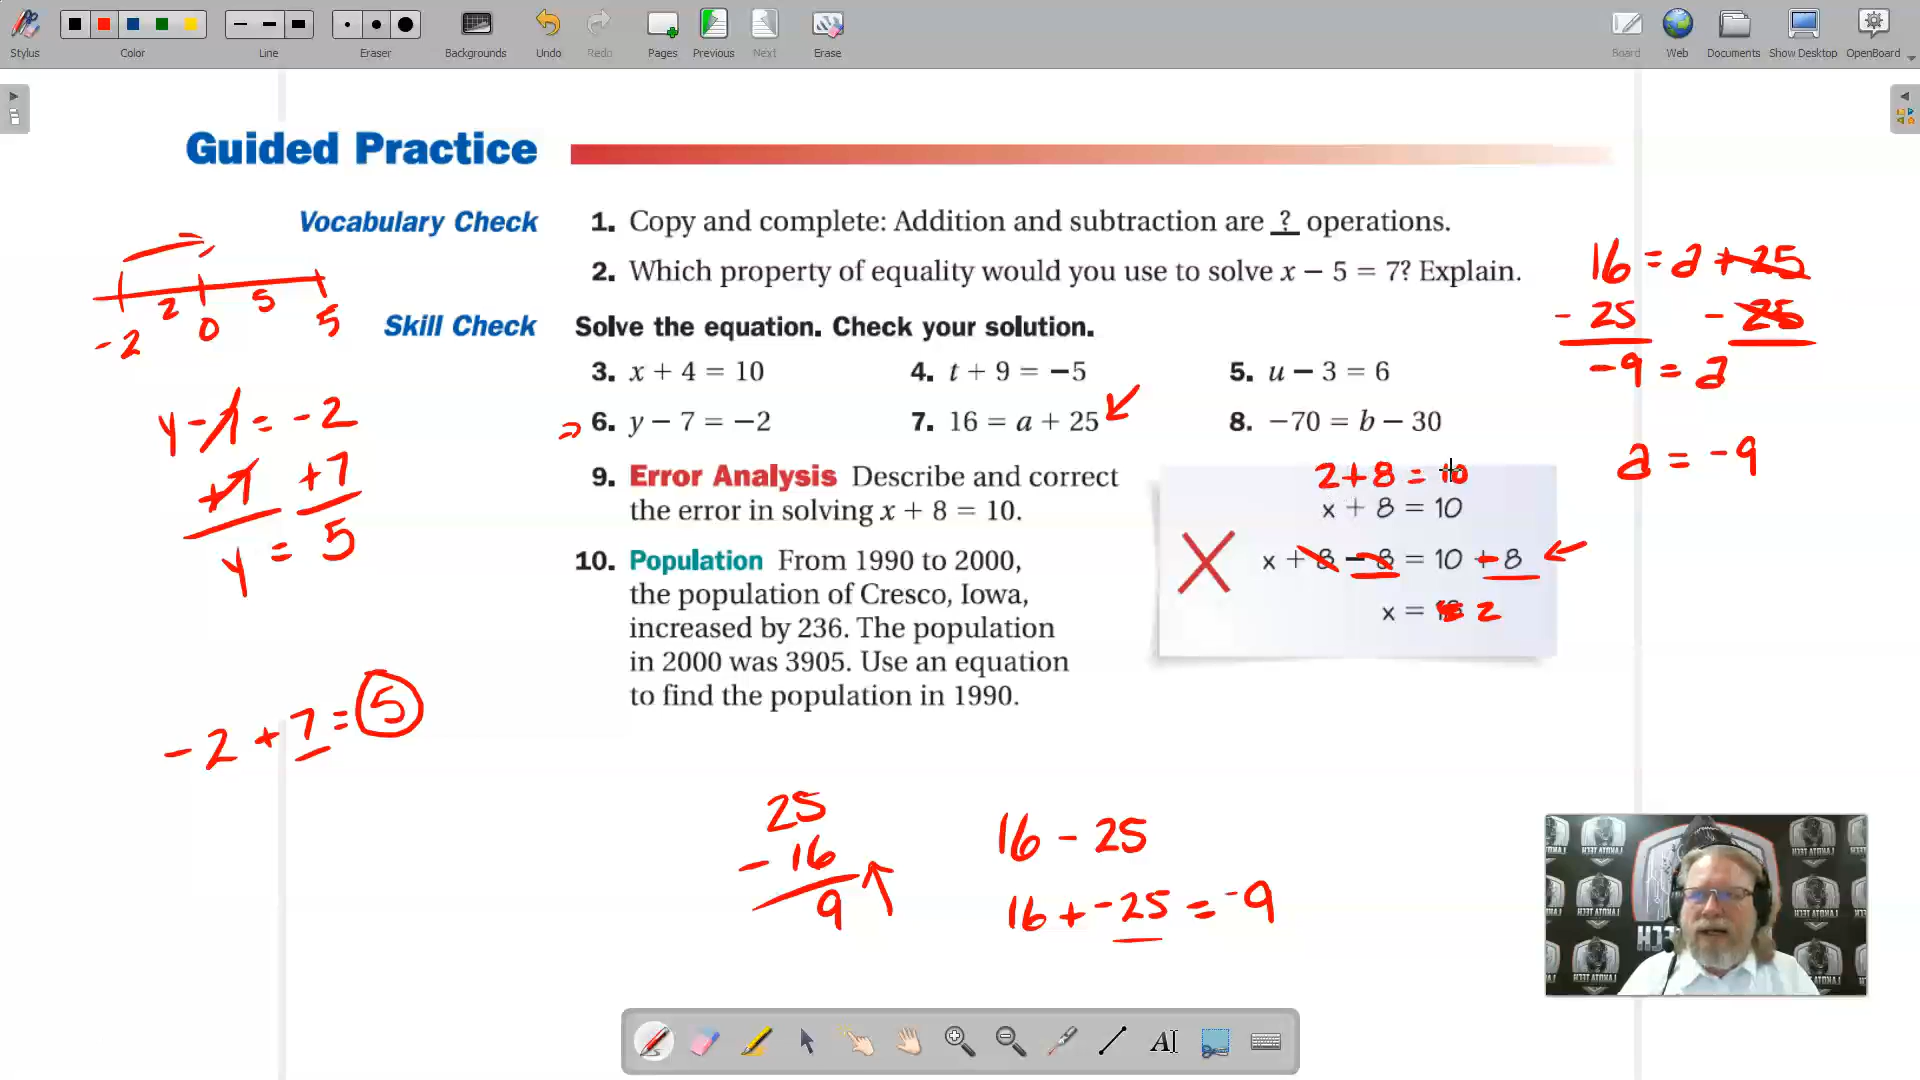 Stylus
Color
Line
Eraser
Backgrounds
Undo
Redo
Pages
Previous
Next
Erase
Board
Web
Documents
Show Desktop
OpenBoard
Guided Practice
Vocabulary Check
1. Copy and complete: Addition and subtraction are ? operations.
2. Which property of equality would you use to solve x − 5 = 7? Explain.
Skill Check
Solve the equation. Check your solution.
3. x + 4 = 10
4. t + 9 = −5
5. u − 3 = 6
6. y − 7 = −2
7. 16 = a + 25
8. −70 = b − 30
9. Error Analysis Describe and correct
the error in solving x + 8 = 10.
2 + 8 = 10
x + 8 = 10
x + 8 − 8 = 10 − 8
x = 2
10. Population From 1990 to 2000,
the population of Cresco, Iowa,
increased by 236. The population
in 2000 was 3905. Use an equation
to find the population in 1990.
2 5
-2 0 5
y - 7 = -2
+7 +7
y = 5
-2 + 7 = 5
16 = a + 25
- 25 - 25
-9 = a
a = -9
25
- 16
9
16 - 25
16 + -25 = -9
LAKOTA TECH